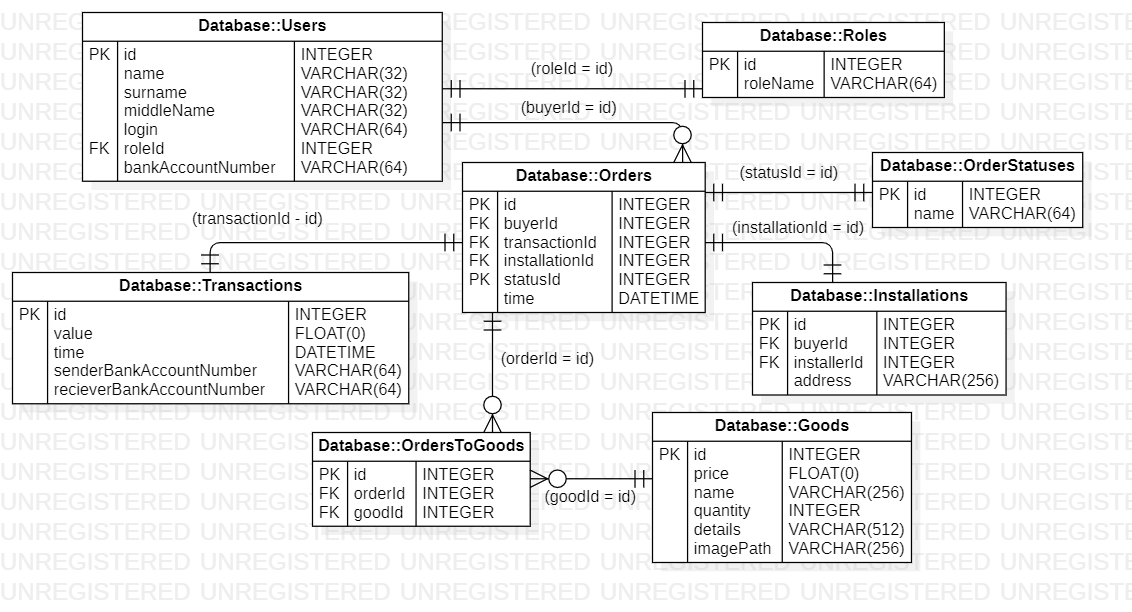 Database::Users
PK id INTEGER
name VARCHAR(32)
surname VARCHAR(32)
middleName VARCHAR(32)
login VARCHAR(64)
FK roleId INTEGER
bankAccountNumber VARCHAR(64)
(roleId = id)
Database::Roles
PK id INTEGER
roleName VARCHAR(64)
(buyerId = id)
Database::Orders
PK id INTEGER
FK buyerId INTEGER
FK transactionId INTEGER
FK installationId INTEGER
PK statusId INTEGER
time DATETIME
(statusId = id)
Database::OrderStatuses
PK id INTEGER
name VARCHAR(64)
(transactionId - id)
(installationId = id)
Database::Transactions
PK id INTEGER
value FLOAT(0)
time DATETIME
senderBankAccountNumber VARCHAR(64)
recieverBankAccountNumber VARCHAR(64)
Database::Installations
PK id INTEGER
FK buyerId INTEGER
FK installerId INTEGER
address VARCHAR(256)
(orderId = id)
Database::OrdersToGoods
PK id INTEGER
FK orderId INTEGER
FK goodId INTEGER
(goodId = id)
Database::Goods
PK id INTEGER
price FLOAT(0)
name VARCHAR(256)
quantity INTEGER
details VARCHAR(512)
imagePath VARCHAR(256)
UNREGISTERED